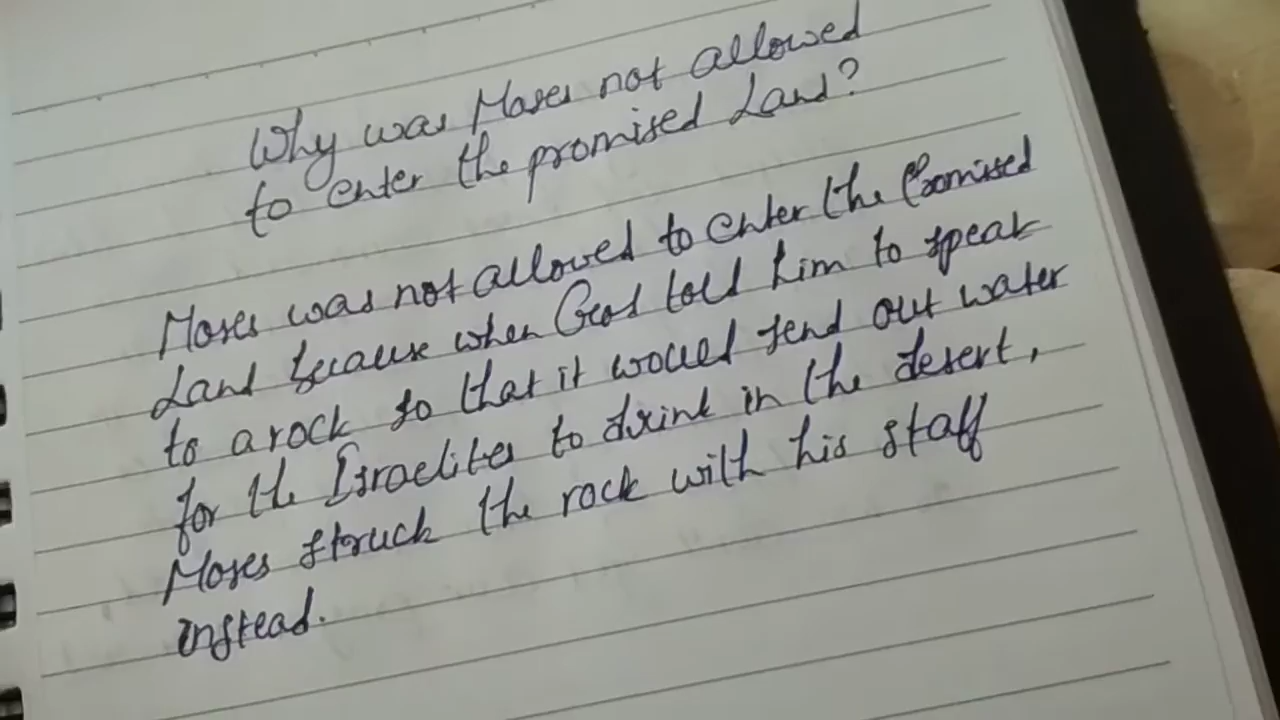 Why was Moses not allowed
to enter the promised Land?
Moses was not allowed to enter the Promised
Land because when God told him to speak
to a rock so that it would send out water
for the Israelites to drink in the desert,
Moses struck the rock with his staff
instead.